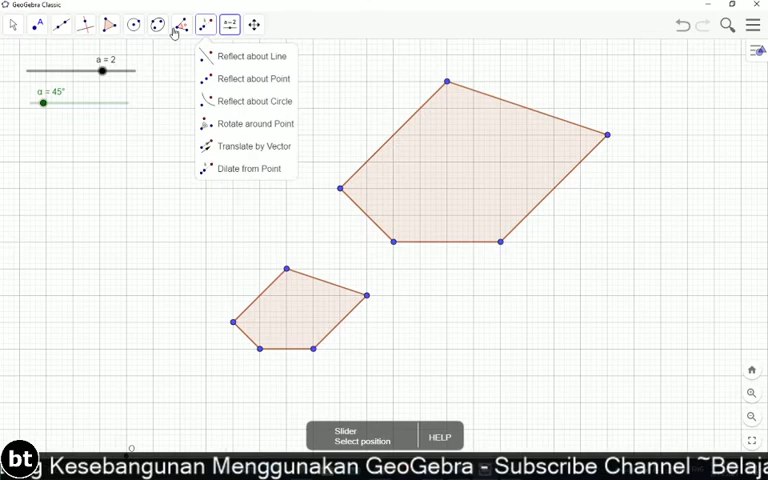 GeoGebra Classic
a=2
a = 2
α = 45°
Reflect about Line
Reflect about Point
Reflect about Circle
Rotate around Point
Translate by Vector
Dilate from Point
Slider
Select position
HELP
bt
g Kesebangunan Menggunakan GeoGebra - Subscribe Channel ~Belaja